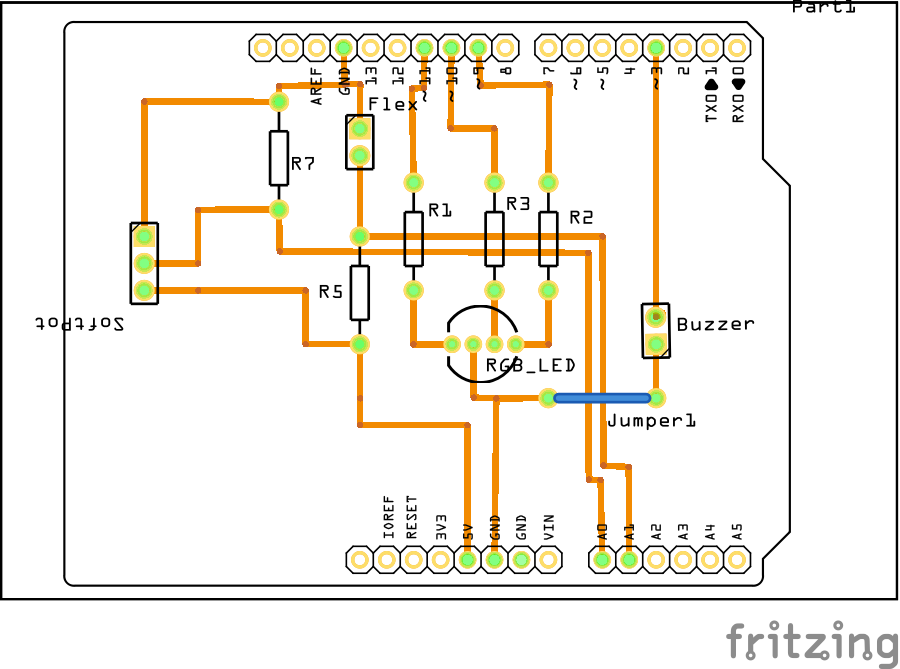 Part1
AREF
GND
13
12
~11
~10
~9
8
7
~6
~5
4
~3
2
TX0▶1
RX0◀0
Flex
R7
R1
R3
R2
R5
SoftPot
Buzzer
RGB_LED
Jumper1
IOREF
RESET
3V3
5V
GND
GND
VIN
A0
A1
A2
A3
A4
A5
fritzing